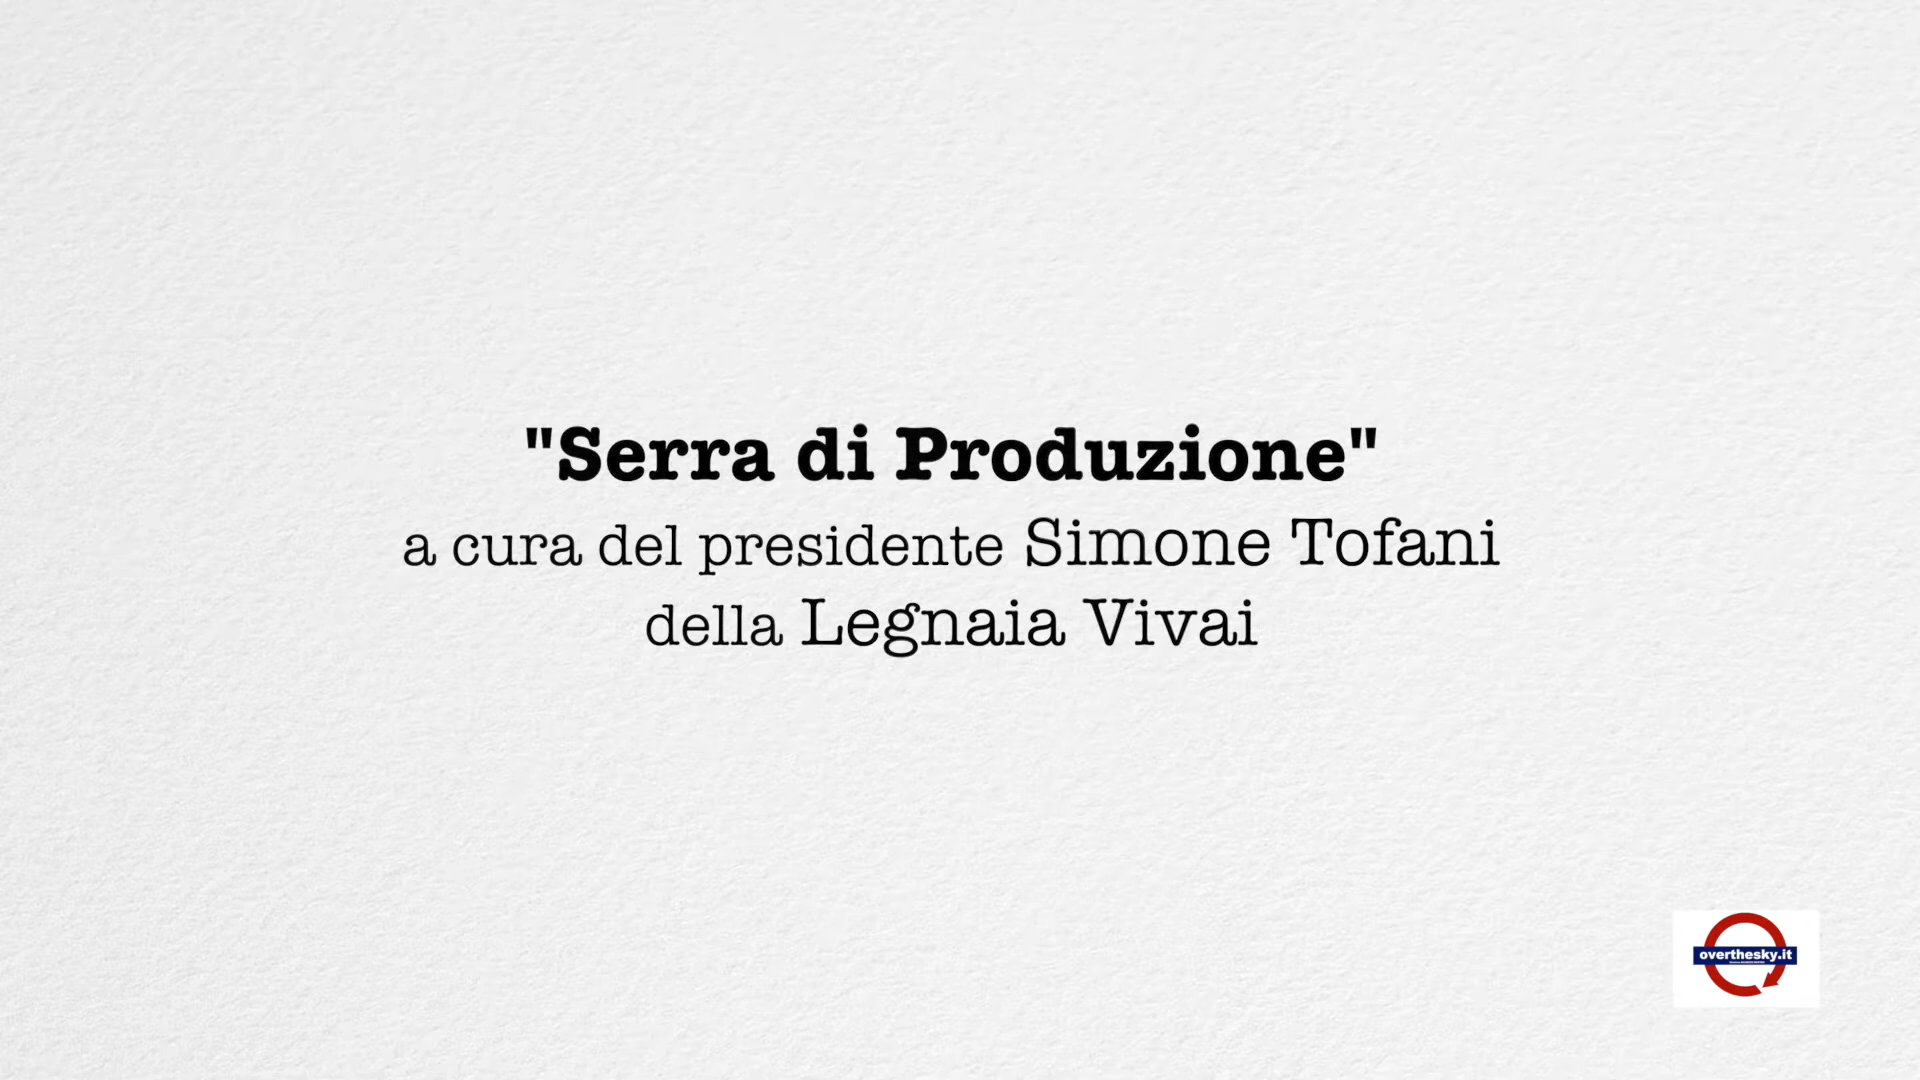 "Serra di Produzione"
a cura del presidente Simone Tofani
della Legnaia Vivai
overthesky.it